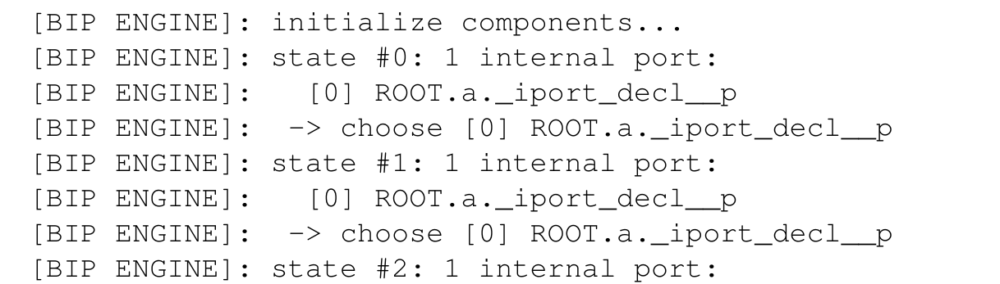 [BIP ENGINE]: initialize components...
[BIP ENGINE]: state #0: 1 internal port:
[BIP ENGINE]:   [0] ROOT.a._iport_decl__p
[BIP ENGINE]:  -> choose [0] ROOT.a._iport_decl__p
[BIP ENGINE]: state #1: 1 internal port:
[BIP ENGINE]:   [0] ROOT.a._iport_decl__p
[BIP ENGINE]:  -> choose [0] ROOT.a._iport_decl__p
[BIP ENGINE]: state #2: 1 internal port: